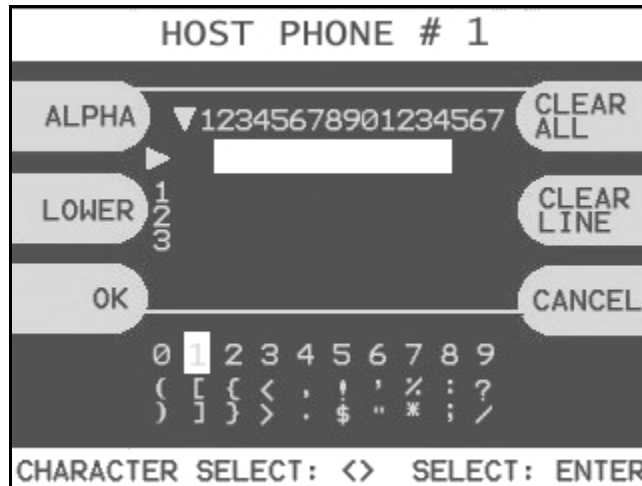 HOST PHONE # 1
ALPHA
▼12345678901234567
CLEAR
ALL
▶
LOWER
1
2
3
CLEAR
LINE
OK
CANCEL
0 1 2 3 4 5 6 7 8 9
( [ { < , ! ' % : ?
) ] } > . $ " * ; /
CHARACTER SELECT: <> SELECT: ENTER